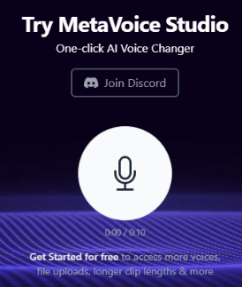 Try MetaVoice Studio
One-click AI Voice Changer
Join Discord
0:00 / 0:10
Get Started for free to access more voices,
file uploads, longer clip lengths & more